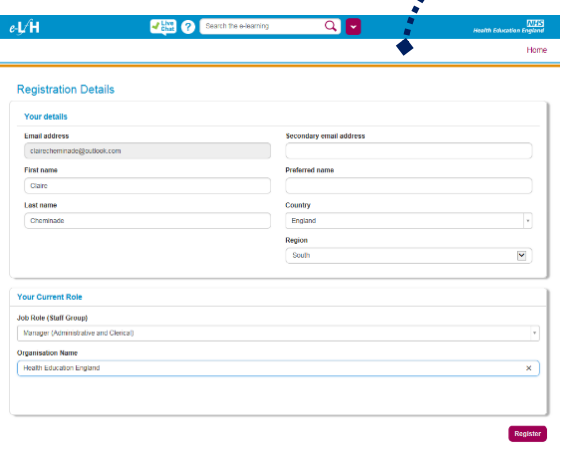 e-LfH
Live Chat
?
Search the e-learning
NHS
Health Education England
Home
Registration Details
Your details
Email address
Secondary email address
clairecheminade@outlook.com
First name
Preferred name
Claire
Last name
Country
Cheminade
England
Region
South
Your Current Role
Job Role (Staff Group)
Manager (Administrative and Clerical)
Organisation Name
Health Education England
Register